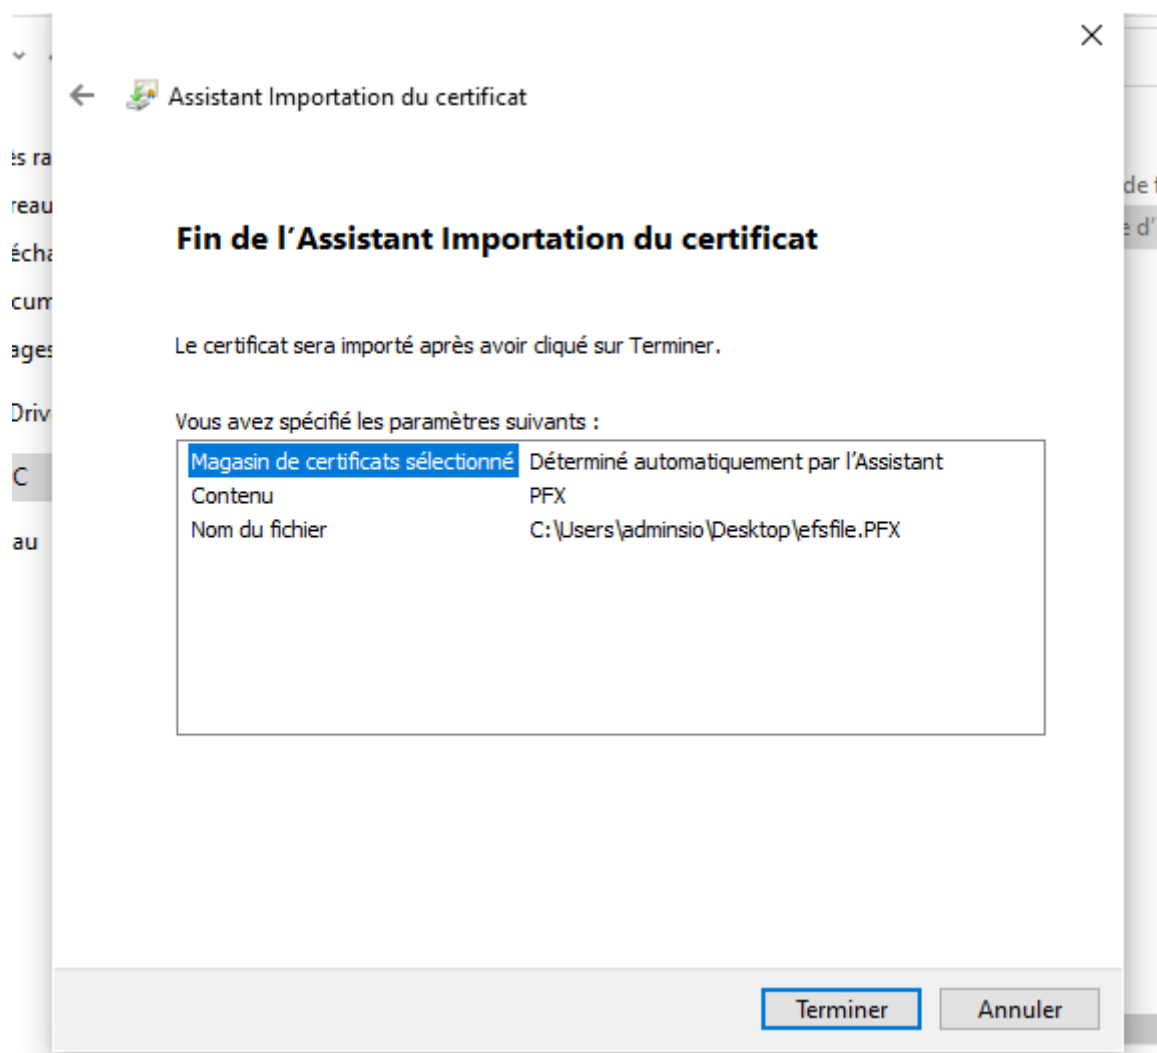 Assistant Importation du certificat
Fin de l’Assistant Importation du certificat
Le certificat sera importé après avoir cliqué sur Terminer.
Vous avez spécifié les paramètres suivants :
Magasin de certificats sélectionné Déterminé automatiquement par l’Assistant
Contenu PFX
Nom du fichier C:\Users\adminsio\Desktop\efsfile.PFX
Terminer Annuler